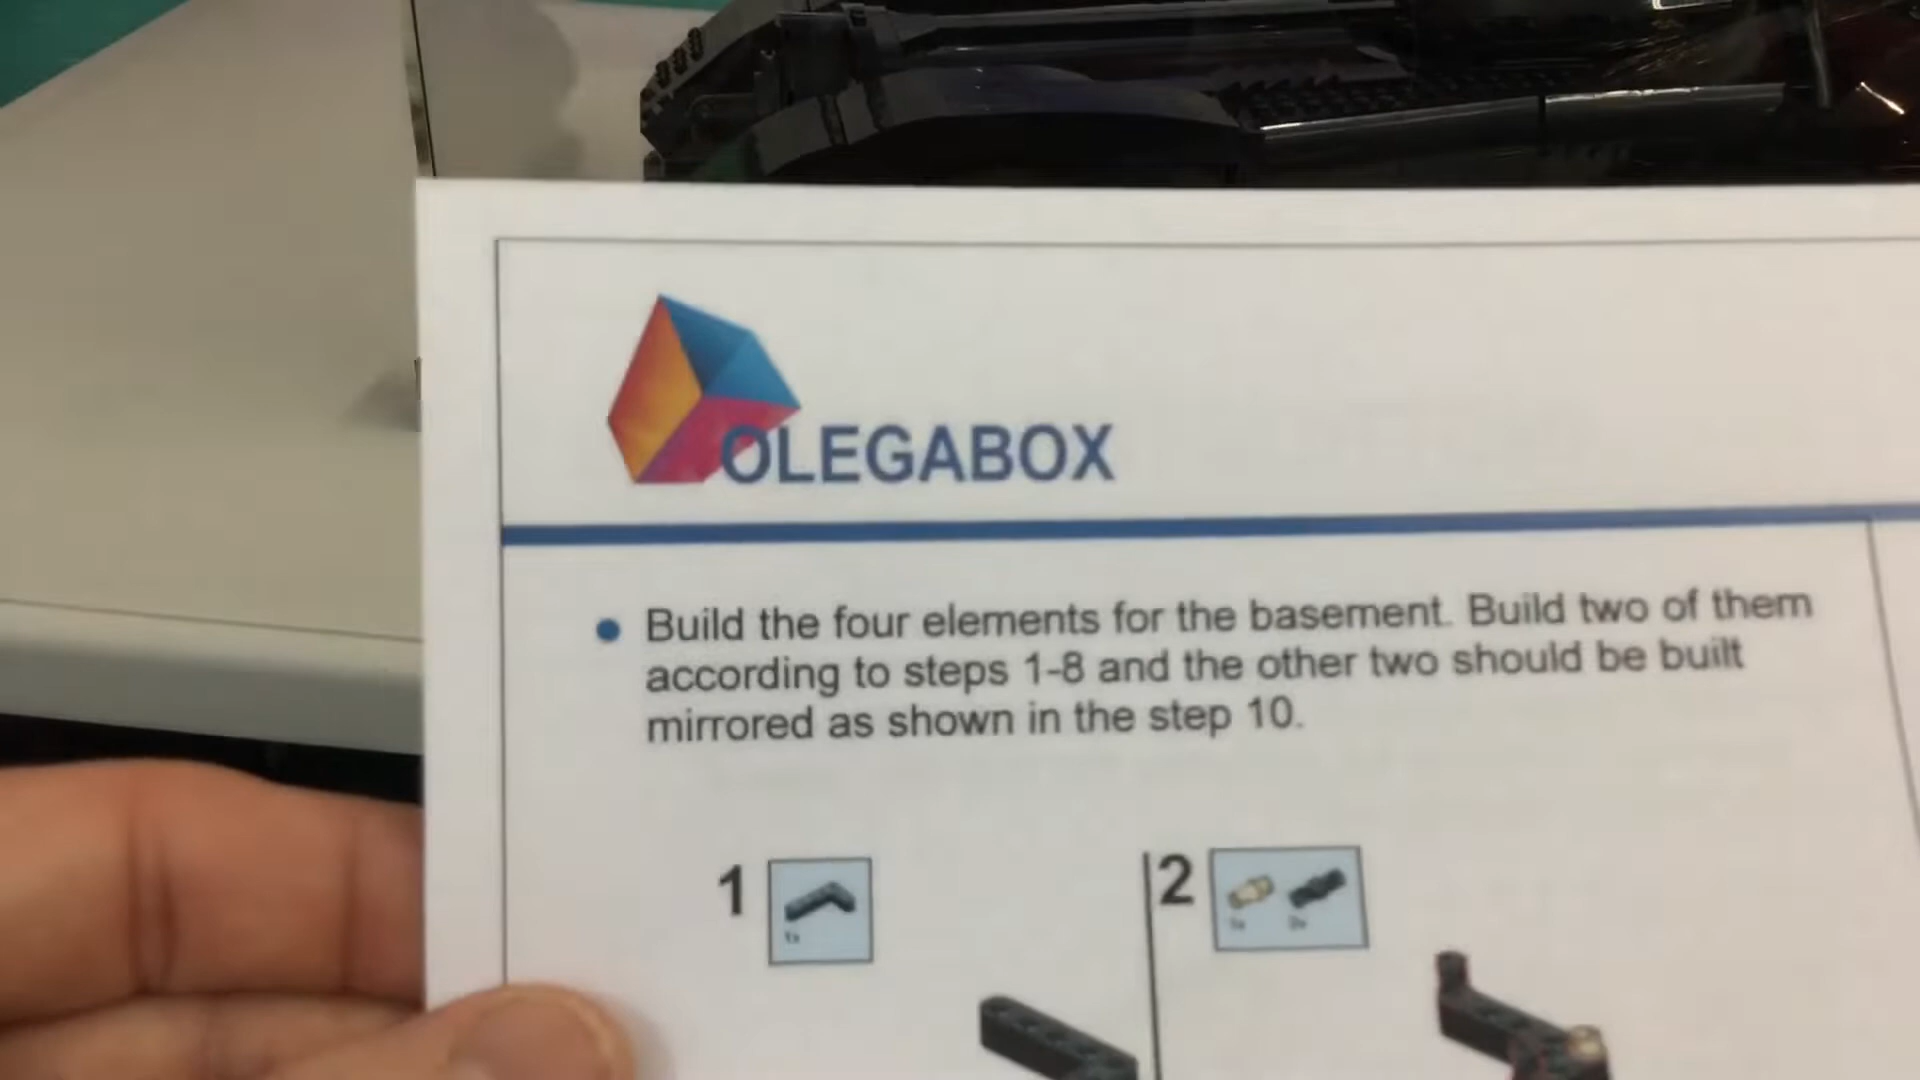 OLEGABOX
Build the four elements for the basement. Build two of them
according to steps 1-8 and the other two should be built
mirrored as shown in the step 10.
1
1x
2